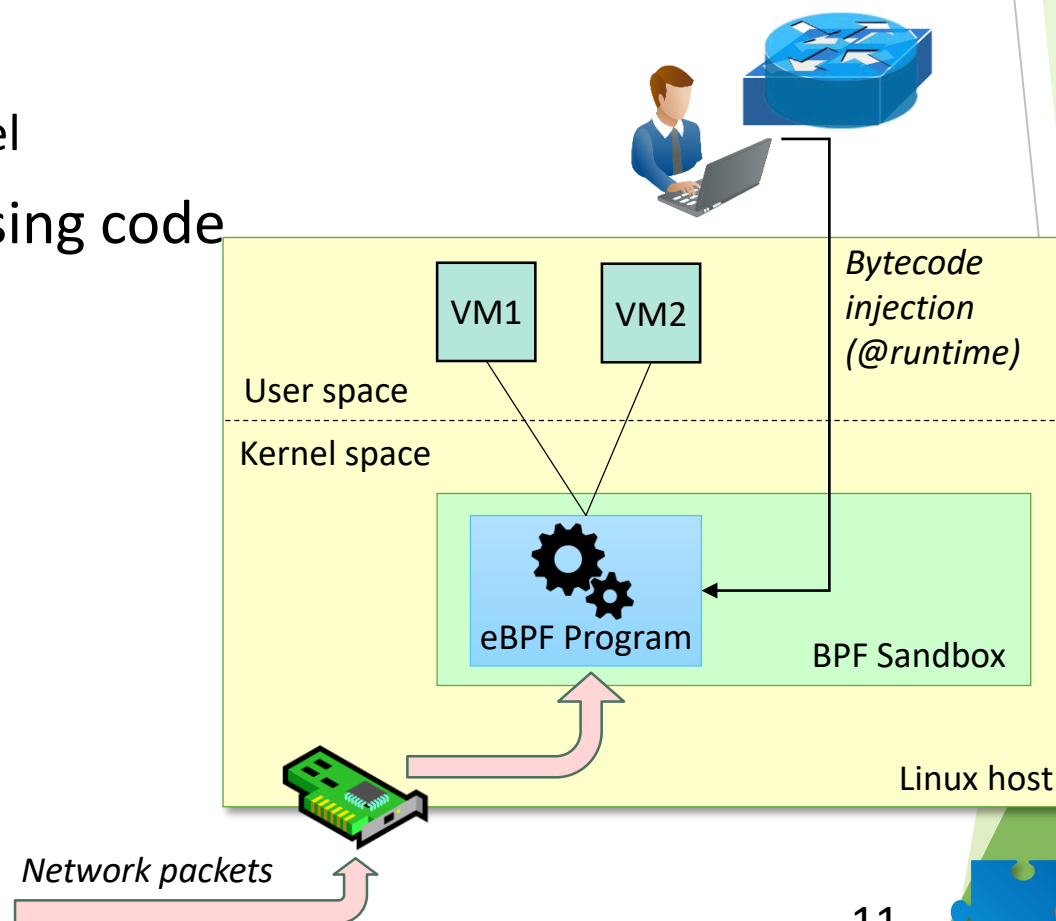 el
sing code
Bytecode
injection
(@runtime)
VM1
VM2
User space
Kernel space
eBPF Program
BPF Sandbox
Linux host
Network packets
11